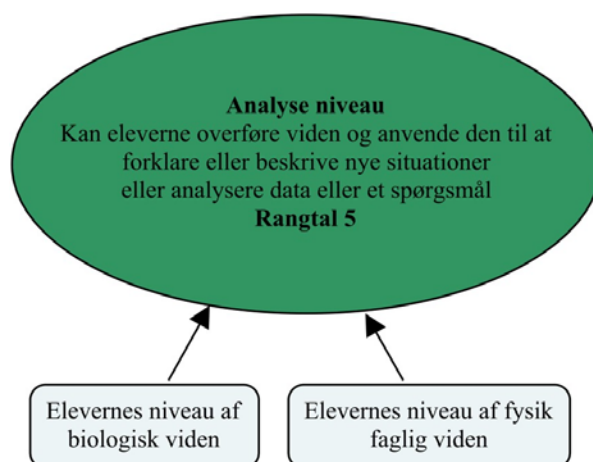 Analyse niveau
Kan eleverne overføre viden og anvende den til at
forklare eller beskrive nye situationer
eller analysere data eller et spørgsmål
Rangtal 5
Elevernes niveau af
biologisk viden
Elevernes niveau af fysik
faglig viden